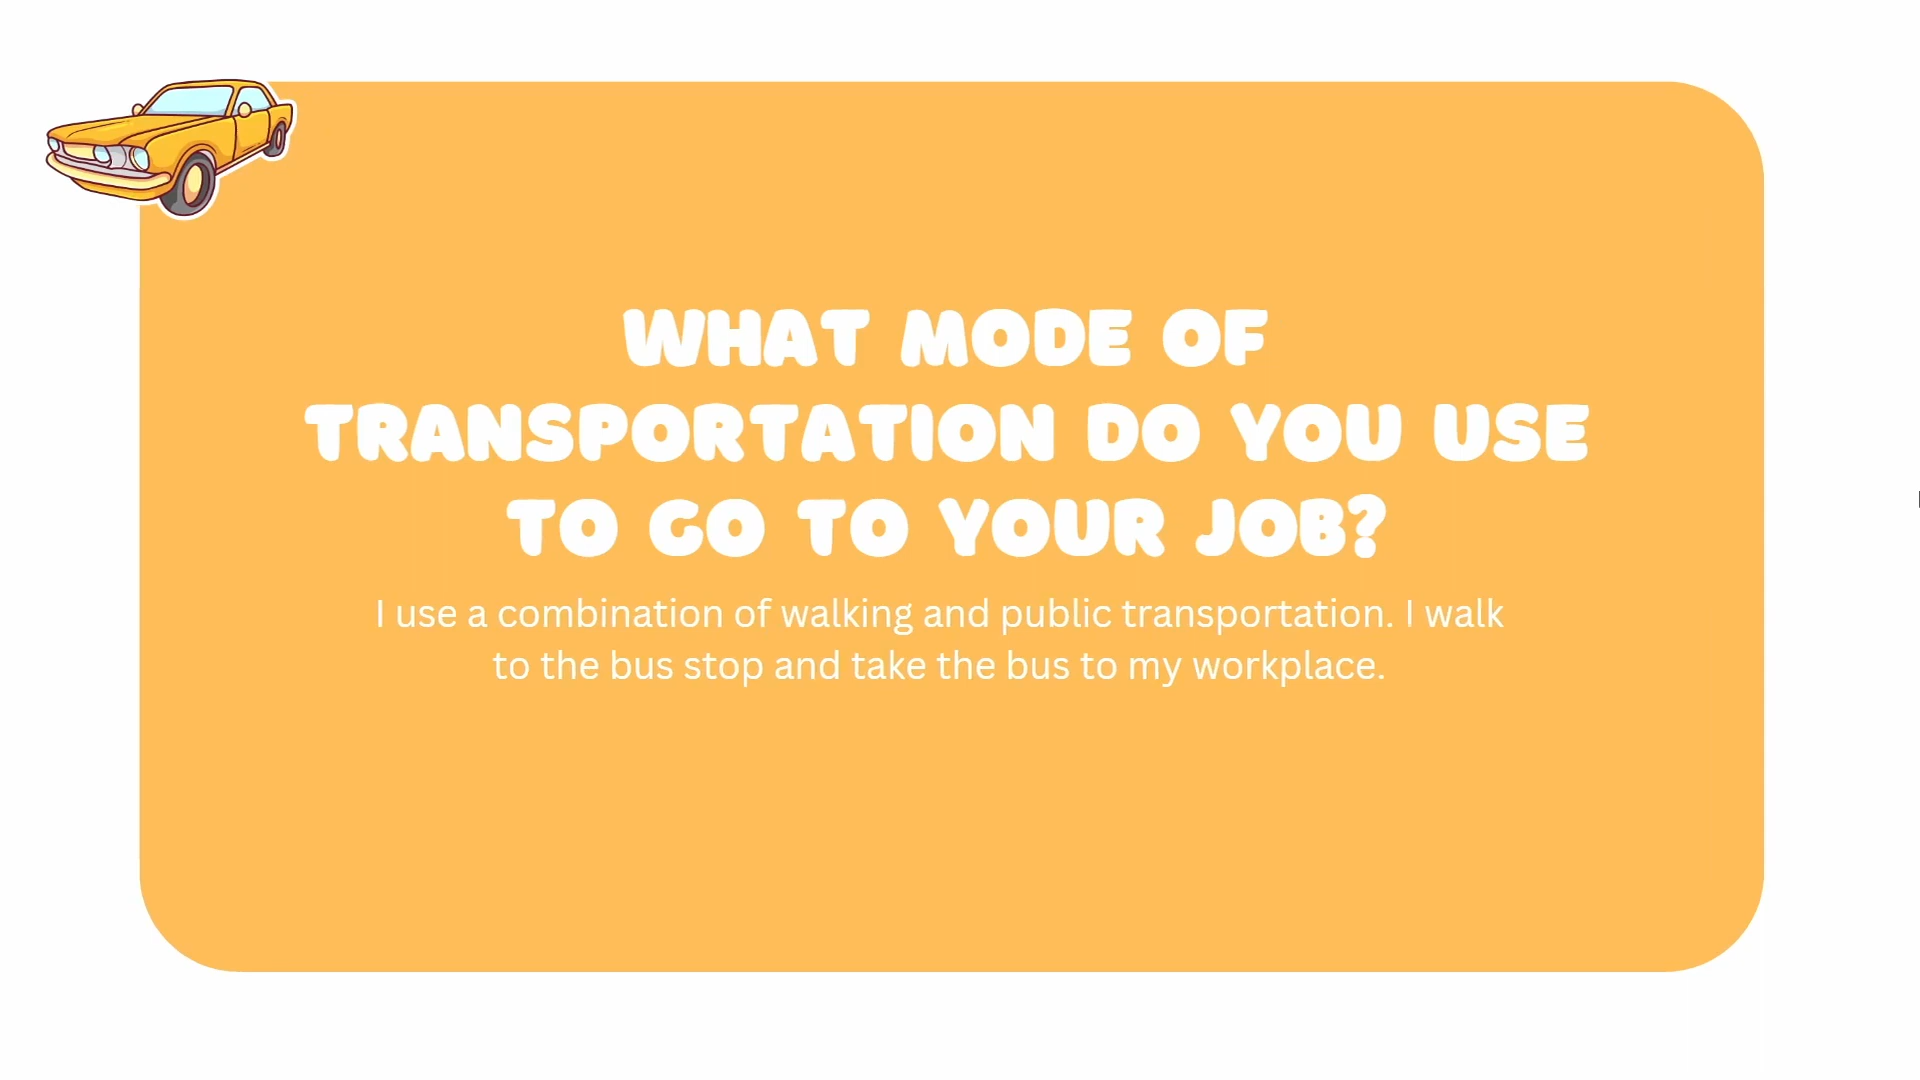 WHAT MODE OF
TRANSPORTATION DO YOU USE
TO GO TO YOUR JOB?
I use a combination of walking and public transportation. I walk
to the bus stop and take the bus to my workplace.